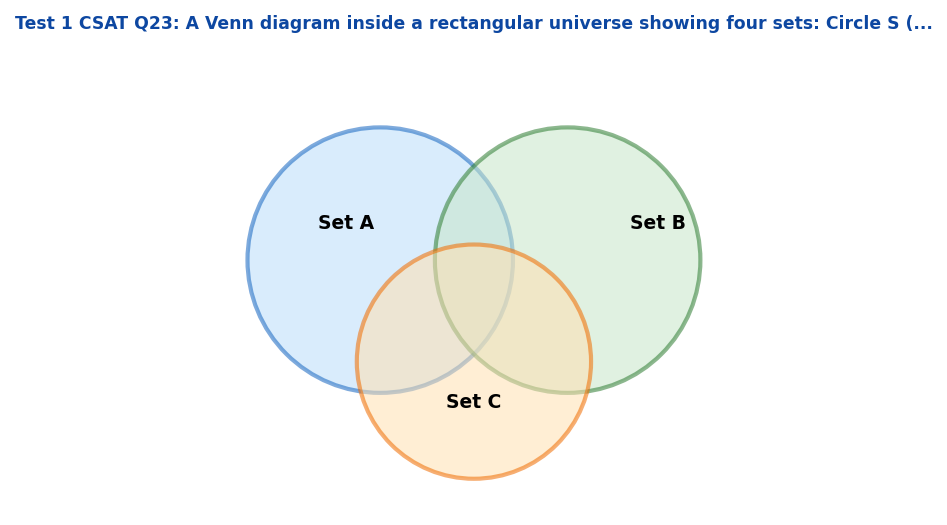 Test 1 CSAT Q23: A Venn diagram inside a rectangular universe showing four sets: Circle S (...
Set A
Set B
Set C